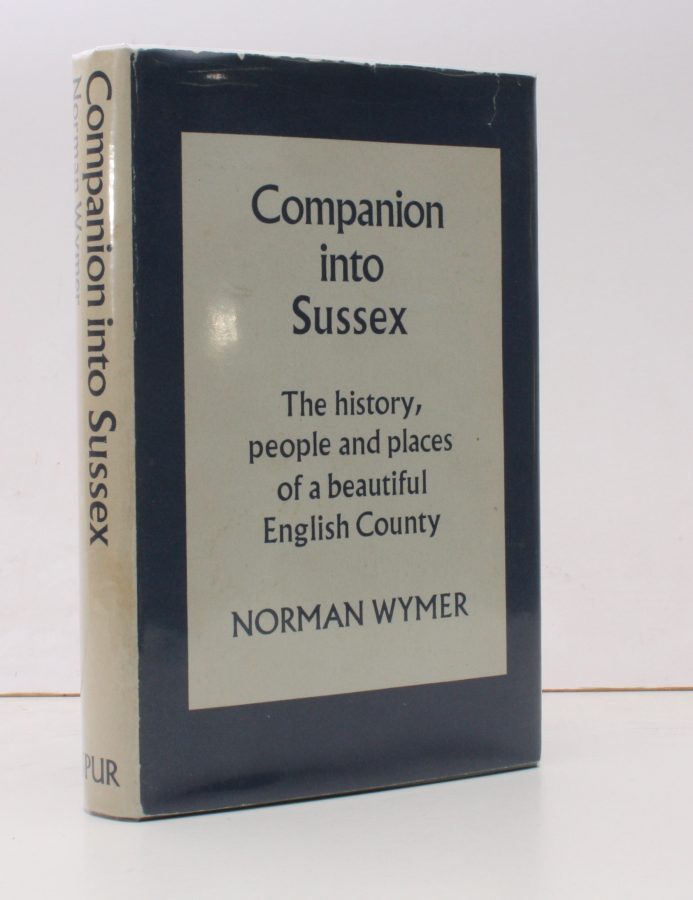 Companion
into
Sussex
The history,
people and places
of a beautiful
English County
NORMAN WYMER
Companion into Sussex
Norman Wymer
PUR